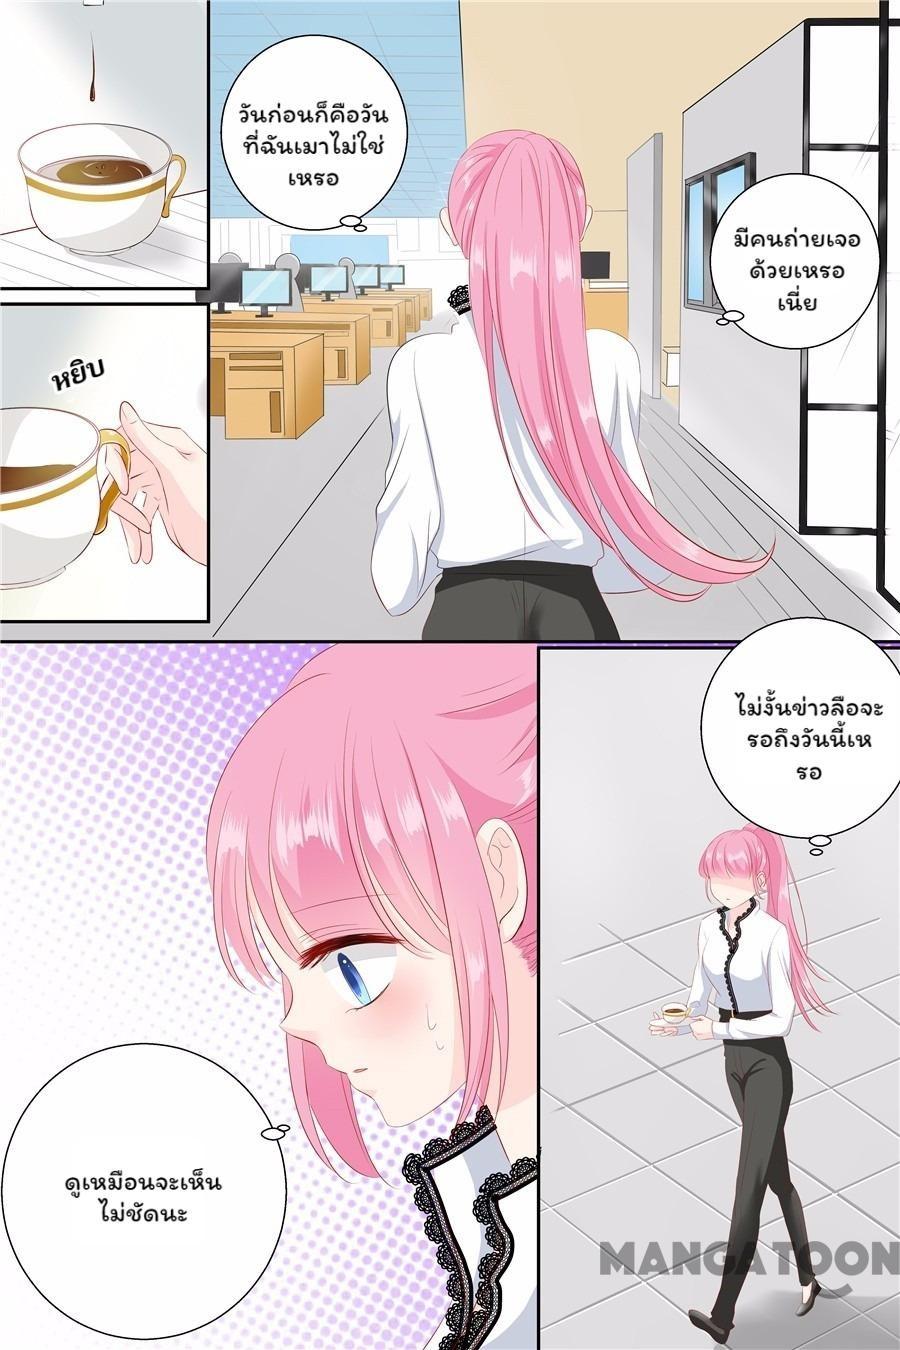 วันก่อนก็คือวัน
ที่ฉันเมาไม่ใช่
เหรอ
มีคนถ่ายเจอ
ด้วยเหรอ
เนี่ย
หยิบ
ไม่งั้นข่าวลือจะ
รอถึงวันนี้เห
รอ
ดูเหมือนจะเห็น
ไม่ชัดนะ
MANGATOON